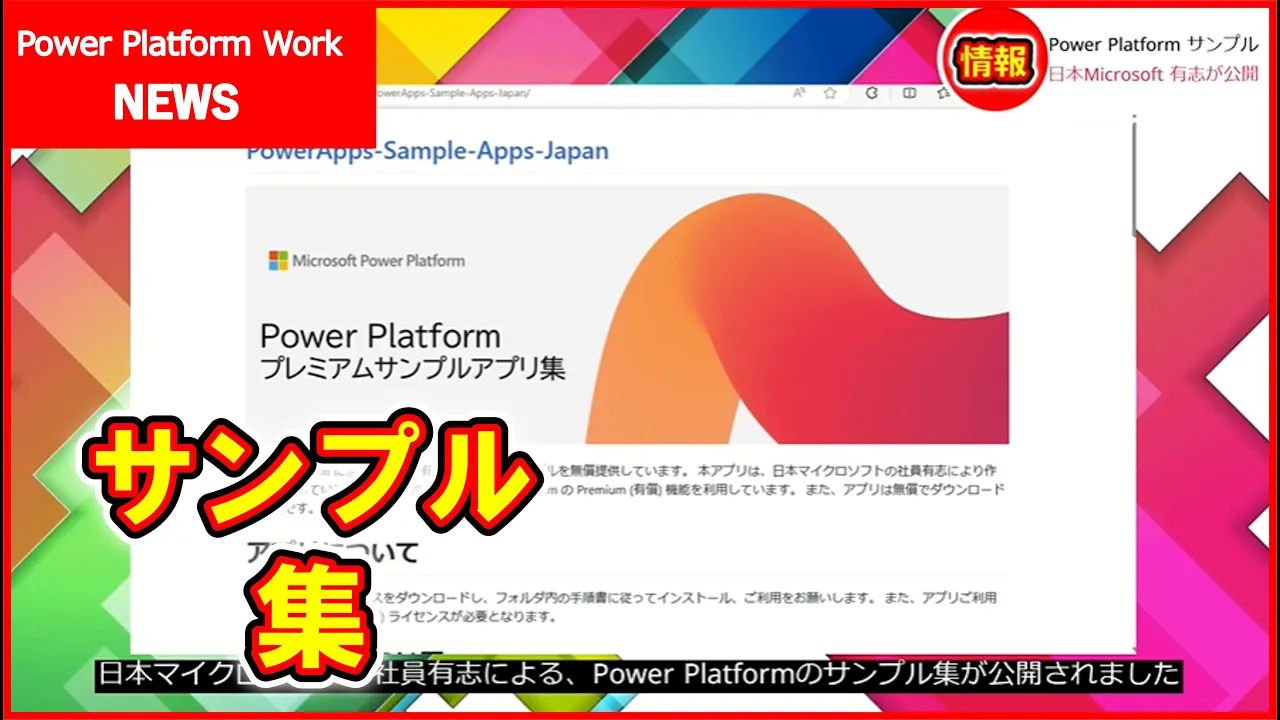 Power Platform Work
NEWS
情報
Power Platform サンプル
日本Microsoft 有志が公開
owerApps-Sample-Apps-Japan/
PowerApps-Sample-Apps-Japan
Microsoft Power Platform
Power Platform
プレミアムサンプルアプリ集
ルを無償提供しています。 本アプリは、日本マイクロソフトの社員有志により作
m の Premium (有償) 機能を利用しています。 また、アプリは無償でダウンロード
です。
サンプル
集
スをダウンロードし、フォルダ内の手順書に従ってインストール、ご利用をお願いします。 また、アプリご利用
) ライセンスが必要となります。
日本マイクロ 社員有志による、Power Platformのサンプル集が公開されました